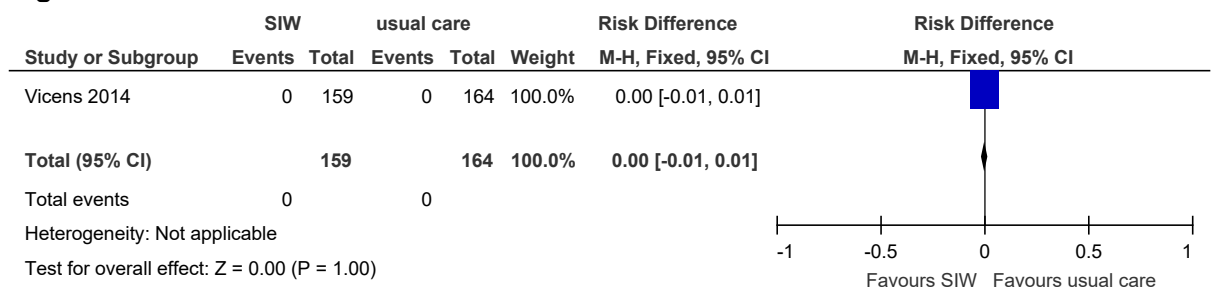 SIW usual care Risk Difference Risk Difference
Study or Subgroup Events Total Events Total Weight M-H, Fixed, 95% CI M-H, Fixed, 95% CI
Vicens 2014 0 159 0 164 100.0% 0.00 [-0.01, 0.01]
Total (95% CI) 159 164 100.0% 0.00 [-0.01, 0.01]
Total events 0 0
Heterogeneity: Not applicable
Test for overall effect: Z = 0.00 (P = 1.00)
-1 -0.5 0 0.5 1
Favours SIW Favours usual care